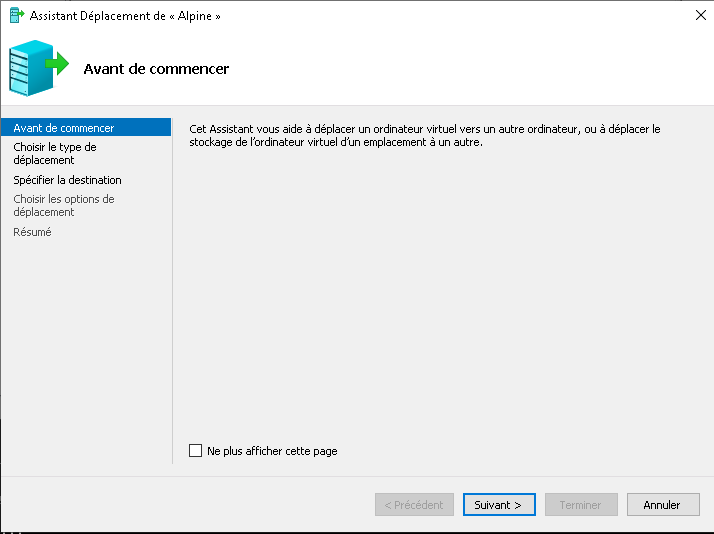 Assistant Déplacement de « Alpine »
Avant de commencer
Avant de commencer
Choisir le type de
déplacement
Spécifier la destination
Choisir les options de
déplacement
Résumé
Cet Assistant vous aide à déplacer un ordinateur virtuel vers un autre ordinateur, ou à déplacer le
stockage de l'ordinateur virtuel d'un emplacement à un autre.
Ne plus afficher cette page
< Précédent
Suivant >
Terminer
Annuler